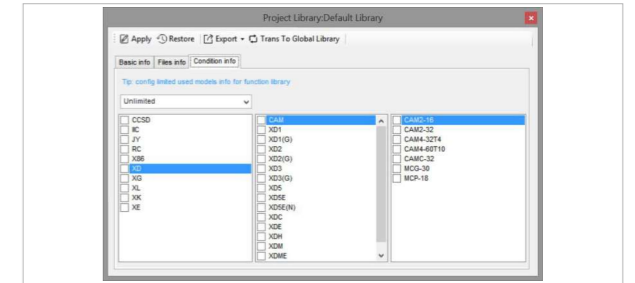 Project Library:Default Library
Apply Restore Export Trans To Global Library
Basic info Files info Condition info
Tip: config limited used models info for function library
Unlimited
CCSD
IIC
JY
RC
X86
XD
XG
XL
XK
XE
CAM
XD1
XD1(G)
XD2
XD2(G)
XD3
XD3(G)
XD5
XD5E
XD5E(N)
XDC
XDE
XDH
XDM
XDME
CAM2-16
CAM2-32
CAM4-32T4
CAM4-60T10
CAMC-32
MCG-30
MCP-18